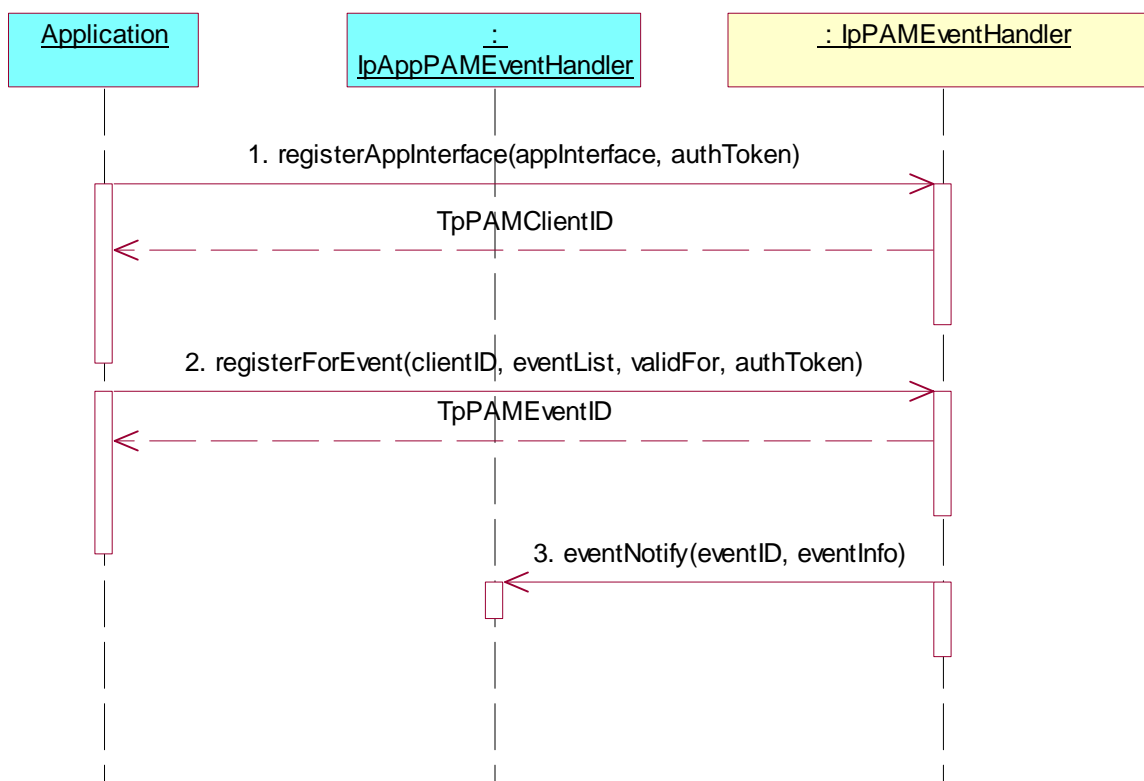 Application
:
IpAppPAMEventHandler
: IpPAMEventHandler
1. registerAppInterface(appInterface, authToken)
TpPAMClientID
2. registerForEvent(clientID, eventList, validFor, authToken)
TpPAMEventID
3. eventNotify(eventID, eventInfo)